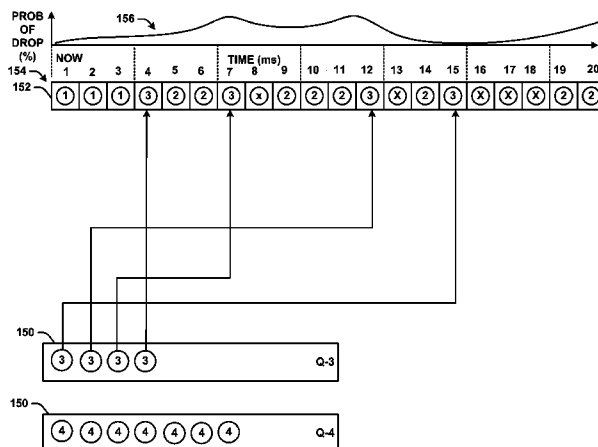 PROB
OF
DROP
(%)
156
NOW
TIME (ms)
154
1 2 3 4 5 6 7 8 9 10 11 12 13 14 15 16 17 18 19 20
152
1 1 1 3 2 2 3 x 2 2 2 3 X 2 3 X X X 2 2
150
3 3 3 3
Q-3
150
4 4 4 4 4 4 4
Q-4